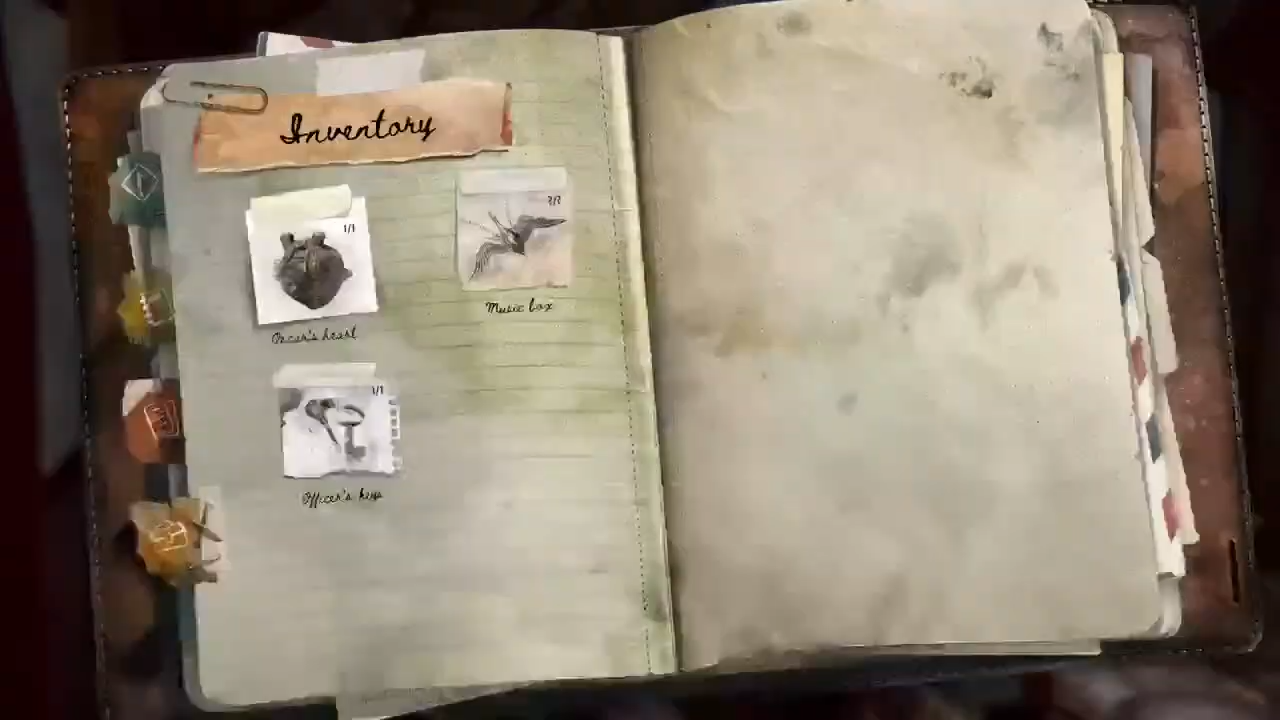 Inventory
1/1
Oscar's heart
2/2
Music box
1/1
Officer's keys